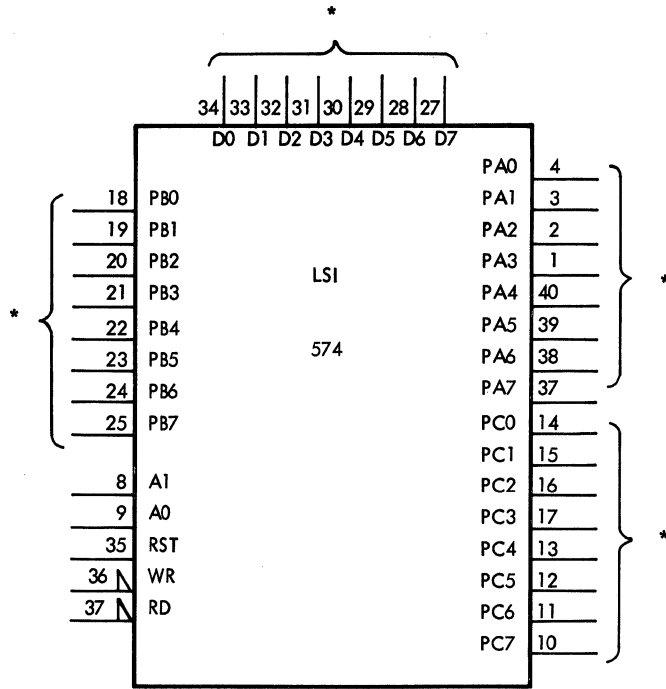 *
34 33 32 31 30 29 28 27
D0 D1 D2 D3 D4 D5 D6 D7
18 PB0
19 PB1
20 PB2
21 PB3
22 PB4
23 PB5
24 PB6
25 PB7
*
8 A1
9 A0
35 RST
36 WR
37 RD
LSI
574
PA0 4
PA1 3
PA2 2
PA3 1
PA4 40
PA5 39
PA6 38
PA7 37
*
PC0 14
PC1 15
PC2 16
PC3 17
PC4 13
PC5 12
PC6 11
PC7 10
*